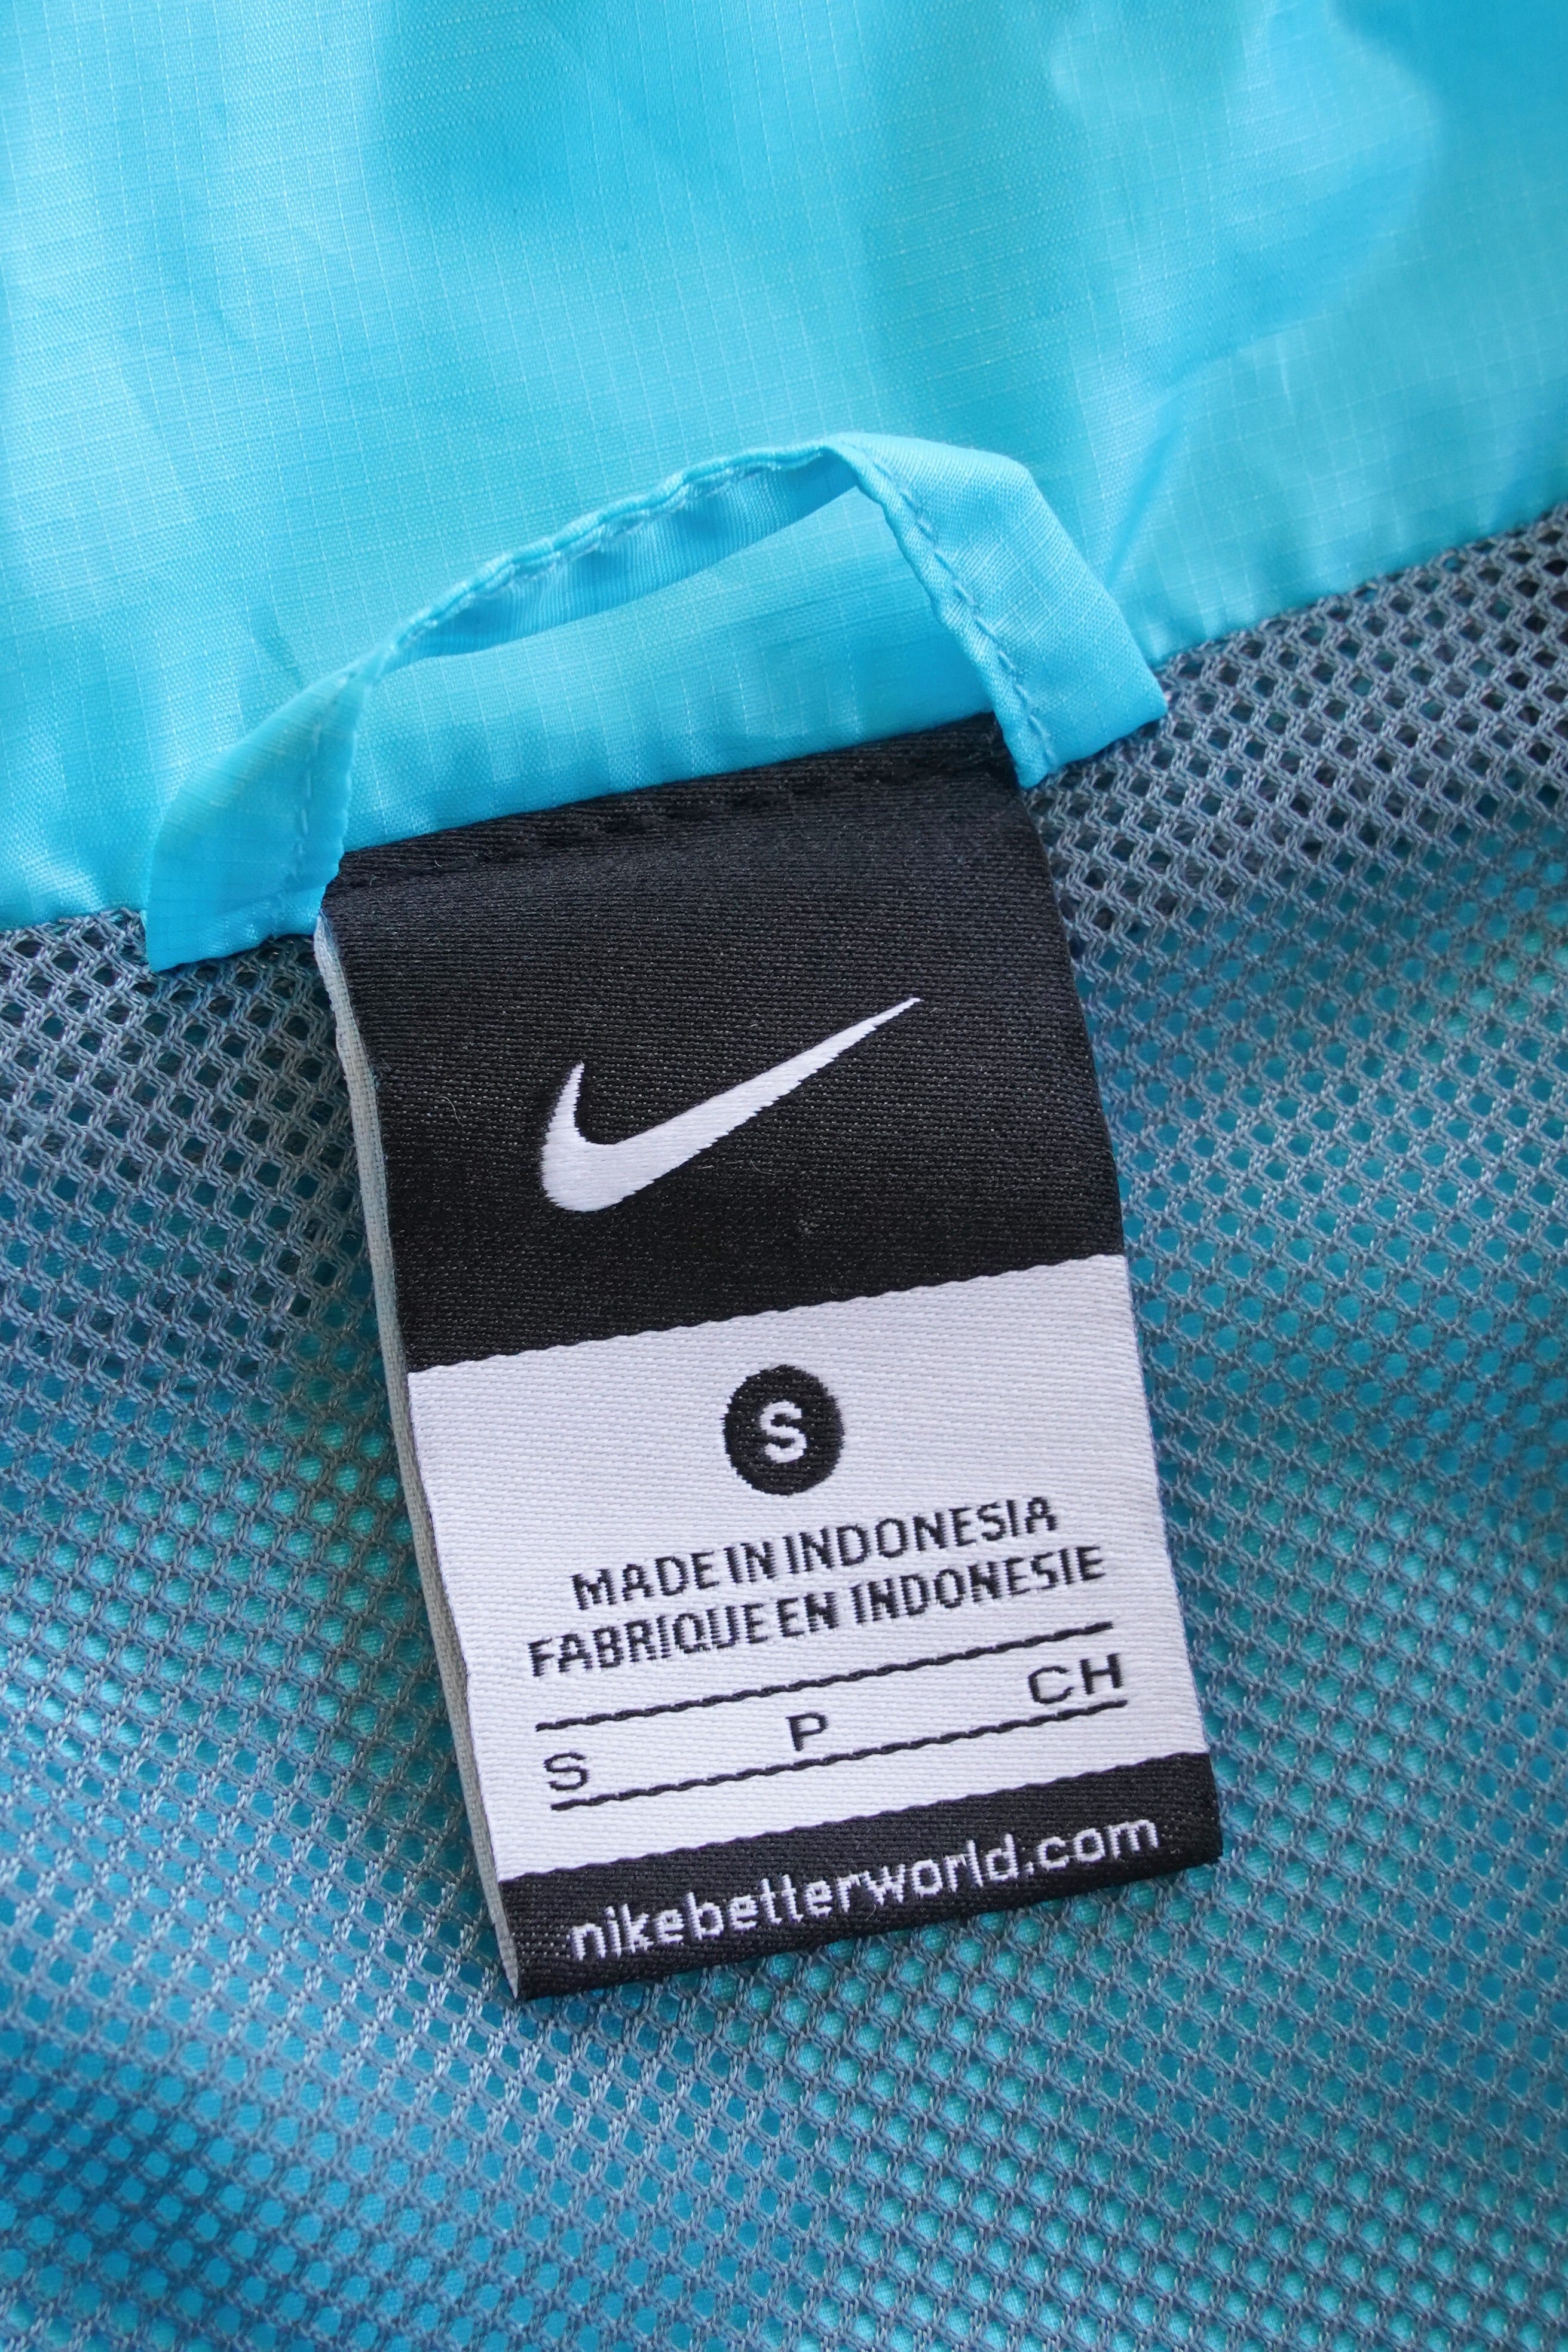 S
MADE IN INDONESIA
FABRIQUE EN INDONESIE
S P CH
nikebetterworld.com